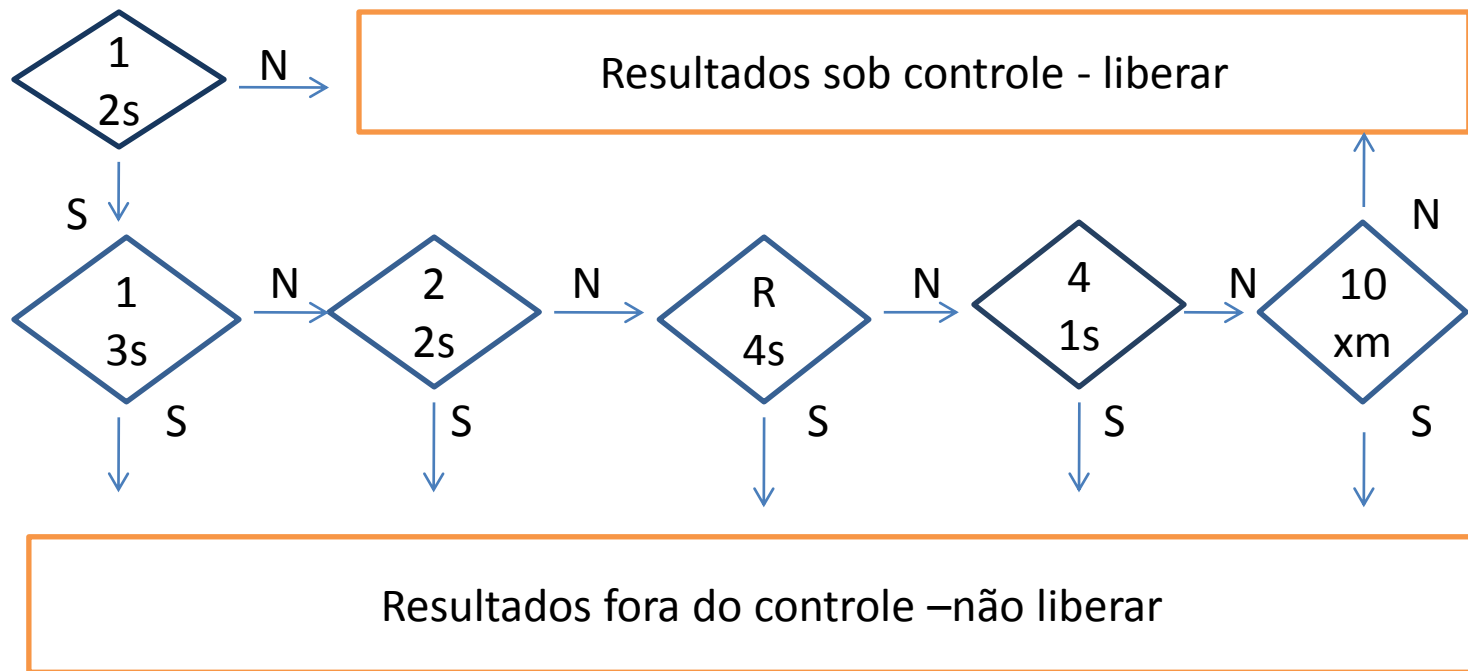 1
2s
N
Resultados sob controle - liberar
S
N
1
3s
N
2
2s
N
R
4s
N
4
1s
N
10
xm
S
S
S
S
S
Resultados fora do controle –não liberar